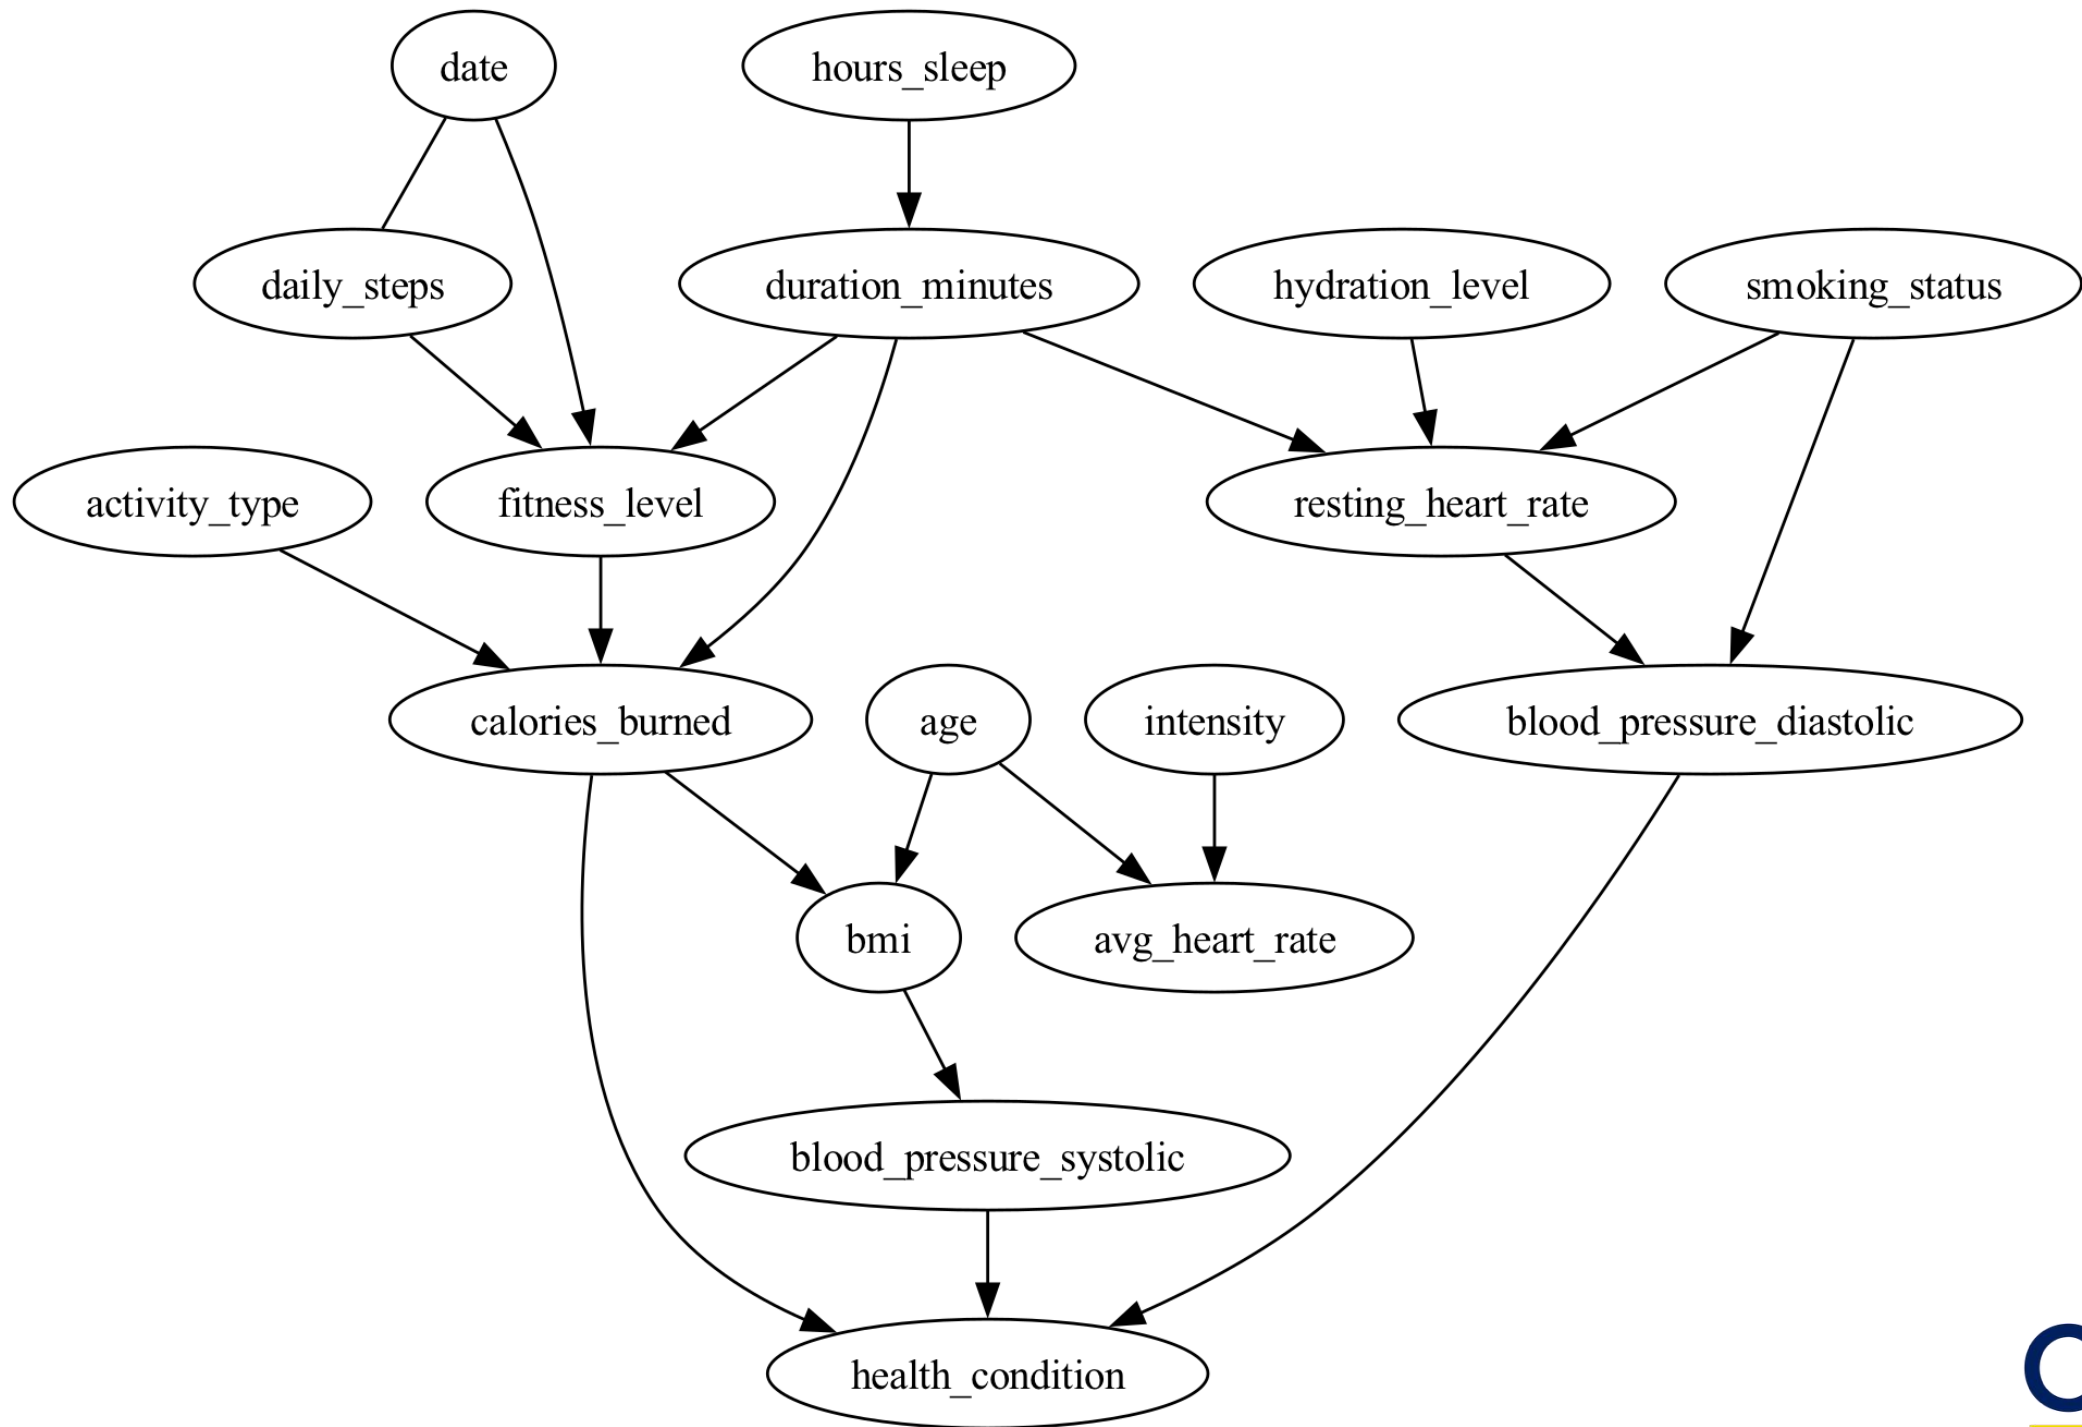 date
hours_sleep
daily_steps
duration_minutes
hydration_level
smoking_status
activity_type
fitness_level
resting_heart_rate
calories_burned
age
intensity
blood_pressure_diastolic
bmi
avg_heart_rate
blood_pressure_systolic
health_condition